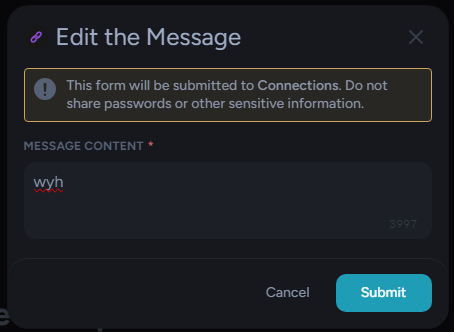 Edit the Message
This form will be submitted to Connections. Do not
share passwords or other sensitive information.
MESSAGE CONTENT *
wyh
3997
Cancel
Submit